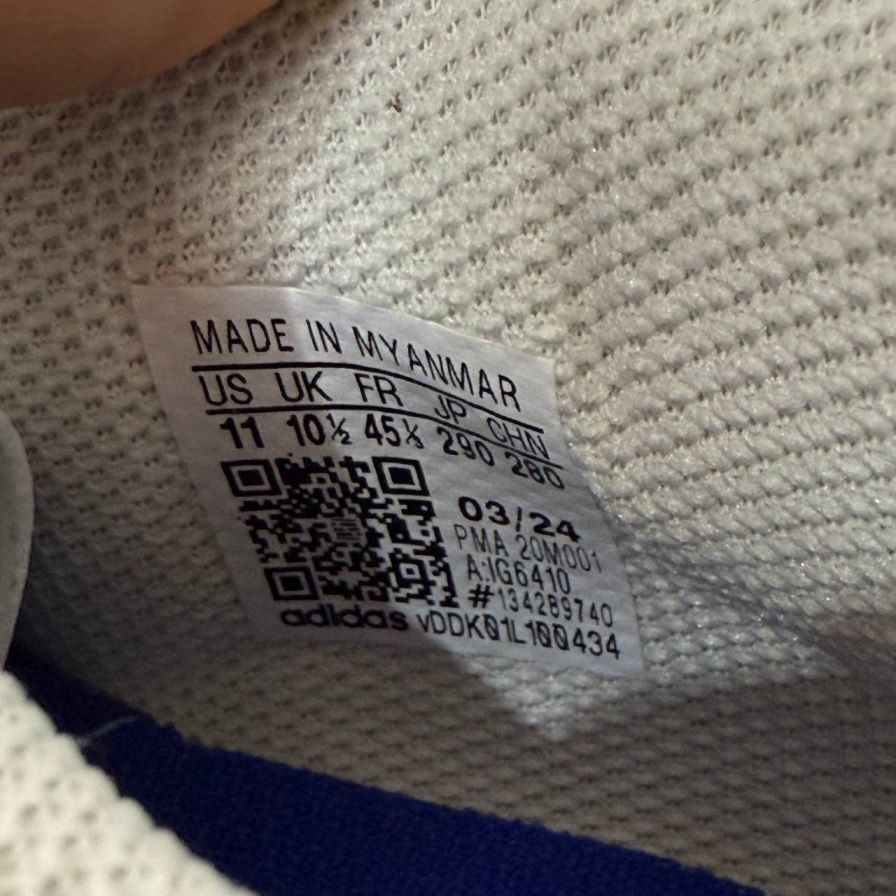 MADE IN MYANMAR
US UK FR JP CHN
11 10½ 45⅓ 290 280
03/24
PMA 20M001
A:IG6410
#134289740
adidas vDDK01L100434